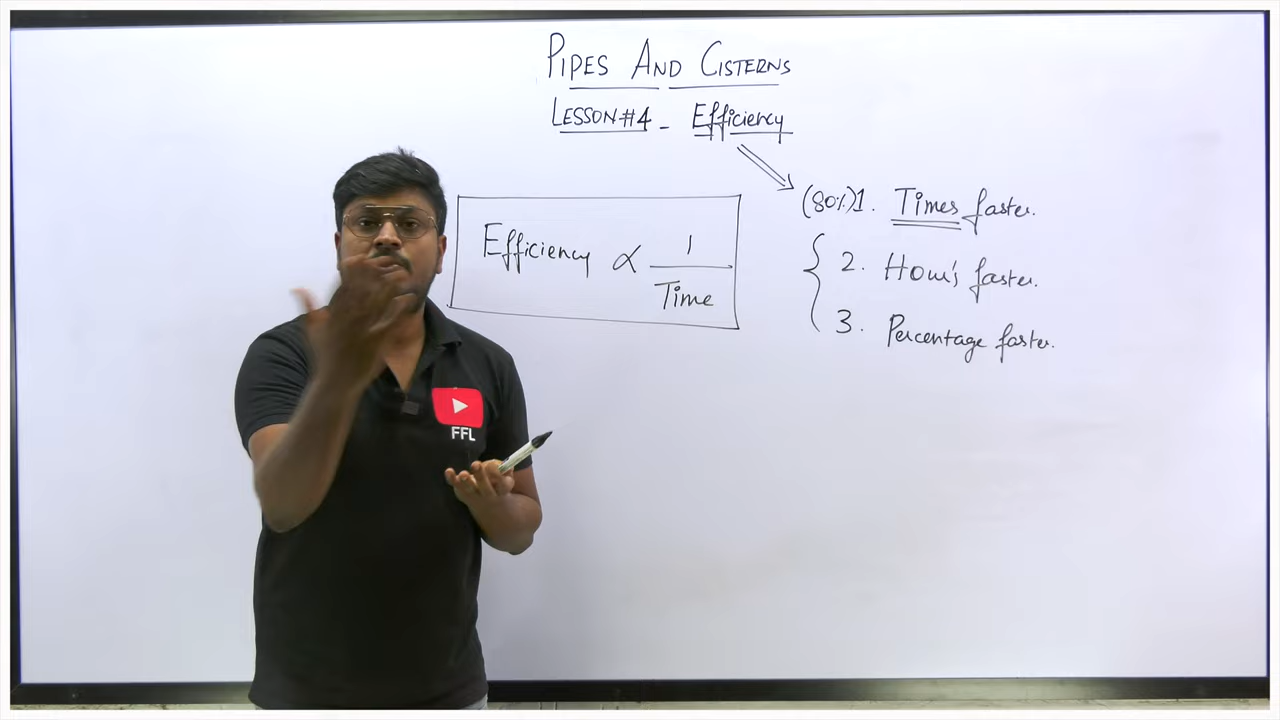 PIPES AND CISTERNS
LESSON#4 - Efficiency
Efficiency ∝ 1 / Time
(80%) 1. Times faster.
2. Hour's faster.
3. Percentage faster.
FFL